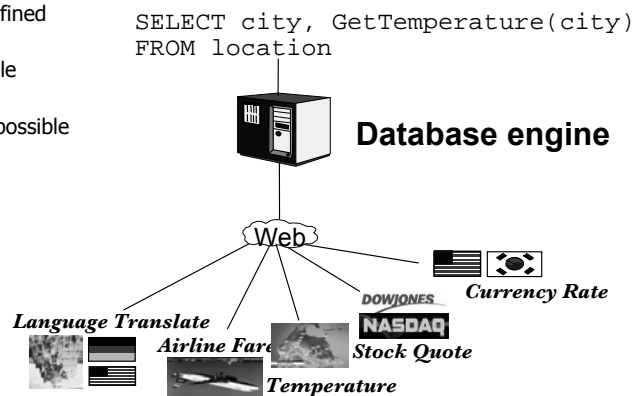 fined
le
possible
SELECT city, GetTemperature(city)
FROM location
Database engine
Web
Currency Rate
DOWJONES
NASDAQ
Stock Quote
Language Translate
Airline Fare
Temperature